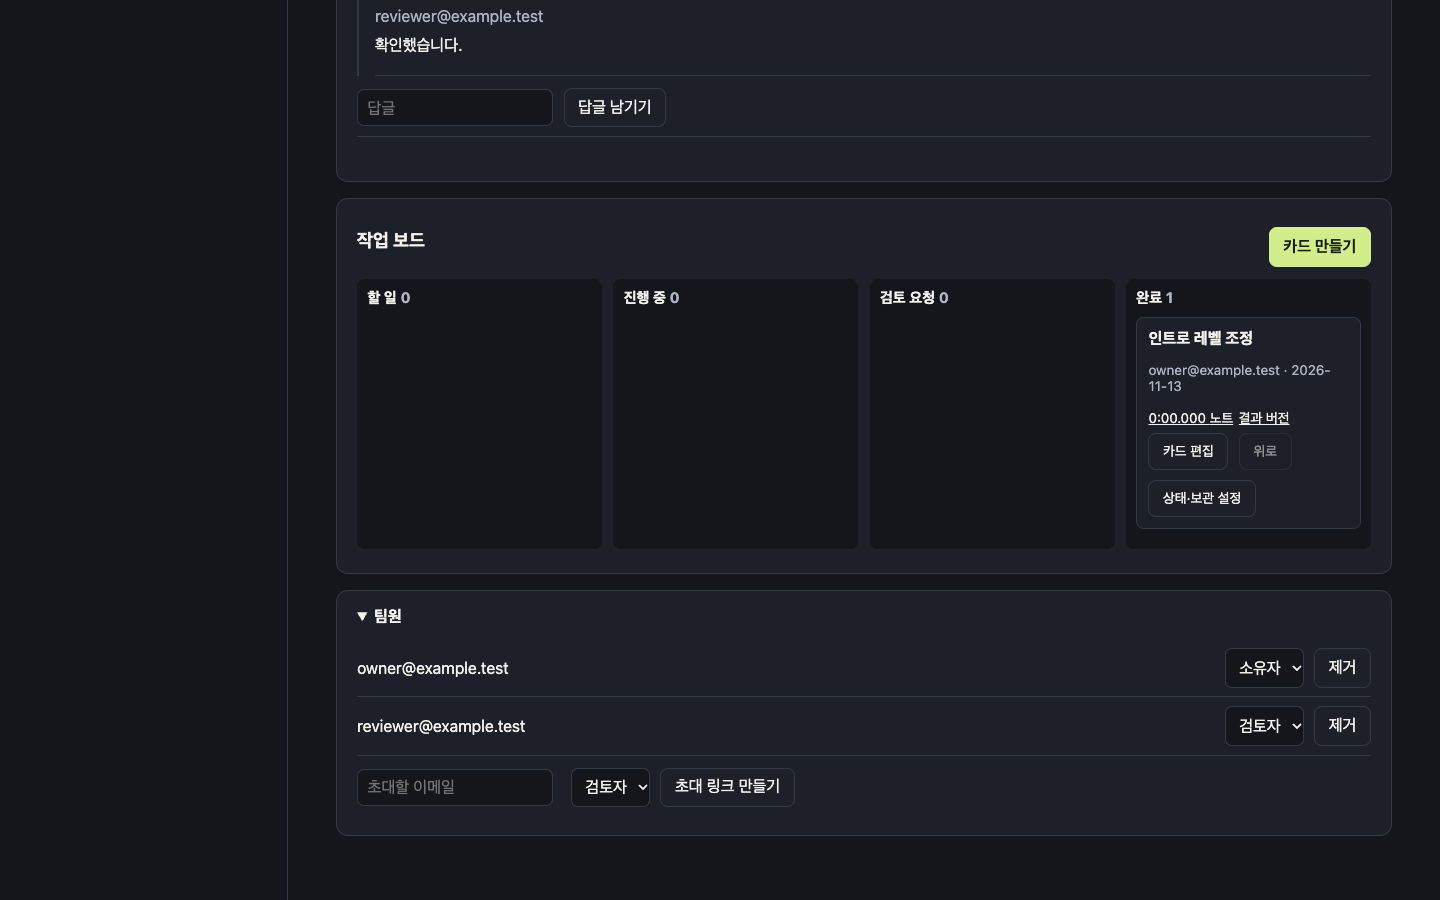 reviewer@example.test
확인했습니다.
답글
답글 남기기
작업 보드
카드 만들기
할 일 0
진행 중 0
검토 요청 0
완료 1
인트로 레벨 조정
owner@example.test · 2026-
11-13
0:00.000 노트 결과 버전
카드 편집
위로
상태·보관 설정
팀원
owner@example.test
소유자
제거
reviewer@example.test
검토자
제거
초대할 이메일
검토자
초대 링크 만들기